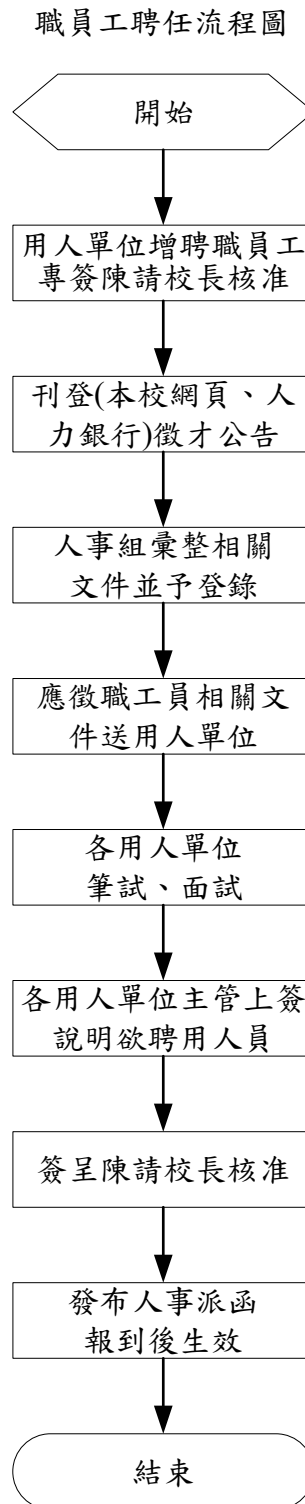 職員工聘任流程圖
開始
用人單位增聘職員工
專簽陳請校長核准
刊登(本校網頁、人
力銀行)徵才公告
人事組彙整相關
文件並予登錄
應徵職工員相關文
件送用人單位
各用人單位
筆試、面試
各用人單位主管上簽
說明欲聘用人員
簽呈陳請校長核准
發布人事派函
報到後生效
結束